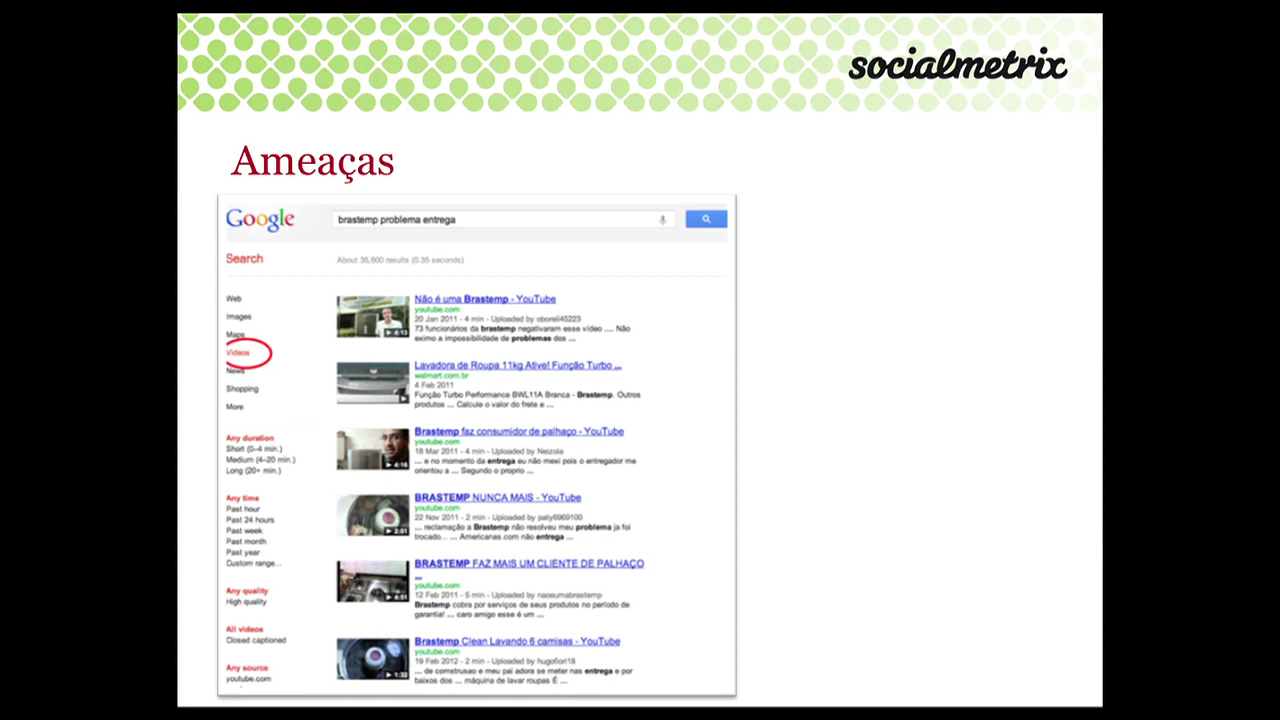 socialmetrix
Ameaças
Google
brastemp problema entrega
Search
About 35,800 results (0.35 seconds)
Web
Images
Maps
Videos
News
Shopping
More
Any duration
Short (0–4 min.)
Medium (4–20 min.)
Long (20+ min.)
Any time
Past hour
Past 24 hours
Past week
Past month
Past year
Custom range...
Any quality
High quality
All videos
Closed captioned
Any source
youtube.com
Não é uma Brastemp - YouTube
youtube.com
20 Jan 2011 - 4 min - Uploaded by oboreli45223
73 funcionários da brastemp negativaram esse vídeo .... Não
eximo a impossibilidade de problemas dos ...
4:13
Lavadora de Roupa 11kg Ative! Função Turbo ...
walmart.com.br
4 Feb 2011
Função Turbo Performance BWL11A Branca - Brastemp. Outros
produtos ... Calcule o valor do frete e ...
Brastemp faz consumidor de palhaço - YouTube
youtube.com
18 Mar 2011 - 4 min - Uploaded by Neizola
... e no momento da entrega eu não mexi pois o entregador me
orientou a ... Segundo o proprio ...
4:16
BRASTEMP NUNCA MAIS - YouTube
youtube.com
22 Nov 2011 - 2 min - Uploaded by paty6969100
... reclamação a Brastemp não resolveu meu problema ja foi
trocado... ... Americanas.com não entrega ...
2:01
BRASTEMP FAZ MAIS UM CLIENTE DE PALHAÇO
...
youtube.com
12 Feb 2011 - 5 min - Uploaded by naoeumabrastemp
Brastemp cobra por serviços de seus produtos no período de
garantia! ... caro amigo esse é um ...
4:51
Brastemp Clean Lavando 6 camisas - YouTube
youtube.com
19 Feb 2012 - 2 min - Uploaded by hugofiori18
... de comstrusao e meu pai adora se meter nas entrega e por
baixos dos ... máquina de lavar roupas É ...
1:32